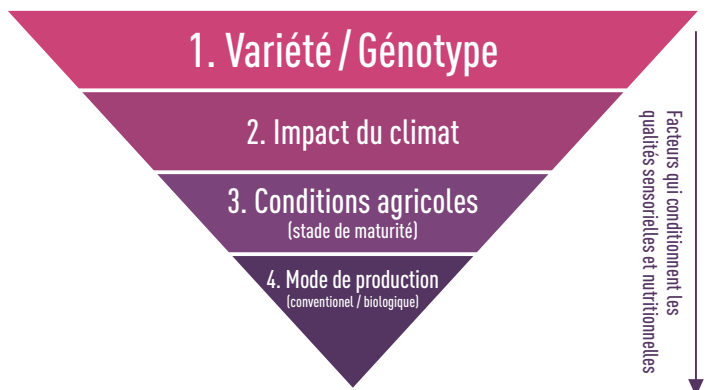 1. Variété / Génotype
2. Impact du climat
3. Conditions agricoles
(stade de maturité)
4. Mode de production
(conventionel / biologique)
Facteurs qui conditionnent les
qualités sensorielles et nutritionnelles